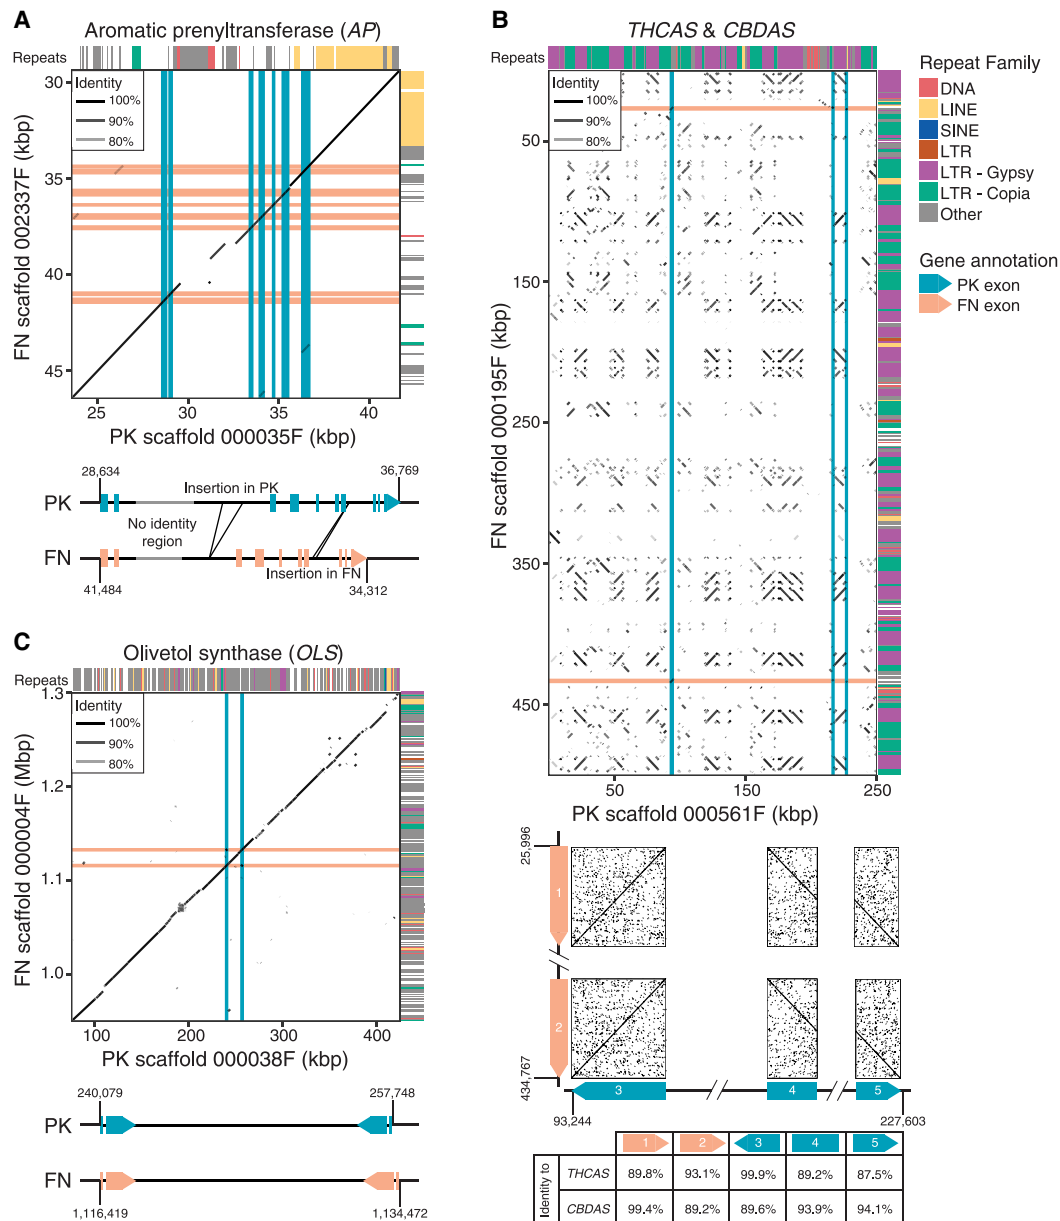 A
Aromatic prenyltransferase (AP)
Repeats
Identity
100%
90%
80%
30
35
40
45
FN scaffold 002337F (kbp)
25
30
35
40
PK scaffold 000035F (kbp)
28,634
36,769
Insertion in PK
PK
No identity
region
FN
Insertion in FN
41,484
34,312
B
THCAS & CBDAS
Identity
100%
90%
80%
50
150
250
350
450
FN scaffold 000195F (kbp)
50
150
250
PK scaffold 000561F (kbp)
Repeat Family
DNA
LINE
SINE
LTR
LTR - Gypsy
LTR - Copia
Other
Gene annotation
PK exon
FN exon
25,996
1
2
434,767
3
4
5
93,244
227,603
1 2 3 4 5
Identity to
THCAS 89.8% 93.1% 99.9% 89.2% 87.5%
CBDAS 99.4% 89.2% 89.6% 93.9% 94.1%
C
Olivetol synthase (OLS)
Repeats
Identity
100%
90%
80%
1.3
1.2
1.1
1.0
FN scaffold 000004F (Mbp)
100
200
300
400
PK scaffold 000038F (kbp)
240,079
257,748
PK
FN
1,116,419
1,134,472